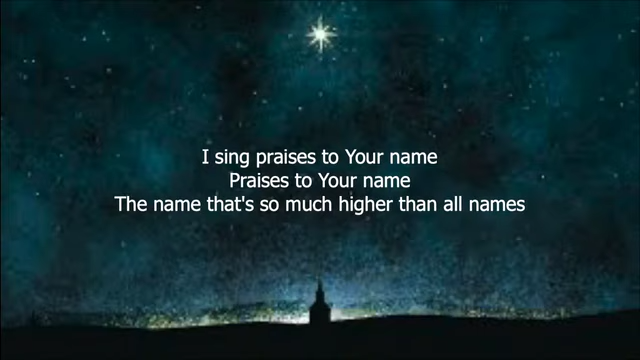 I sing praises to Your name
Praises to Your name
The name that's so much higher than all names